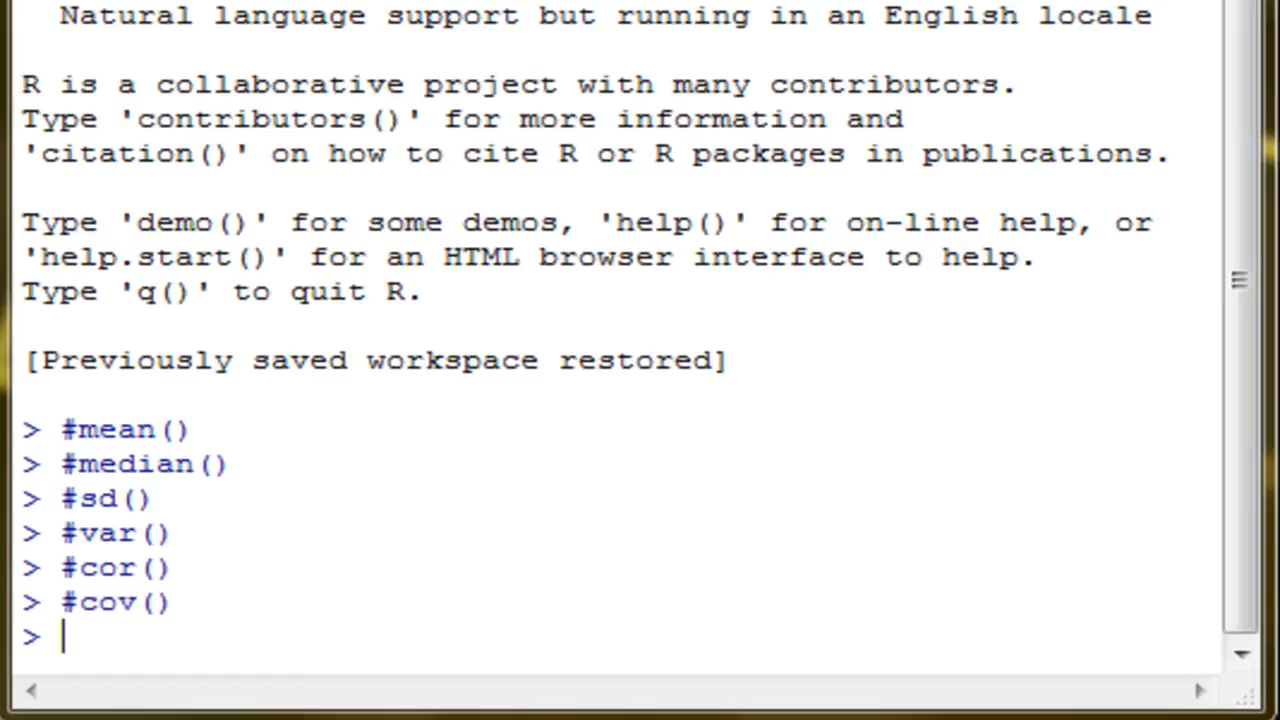 Natural language support but running in an English locale
R is a collaborative project with many contributors.
Type 'contributors()' for more information and
'citation()' on how to cite R or R packages in publications.
Type 'demo()' for some demos, 'help()' for on-line help, or
'help.start()' for an HTML browser interface to help.
Type 'q()' to quit R.
[Previously saved workspace restored]
> #mean()
> #median()
> #sd()
> #var()
> #cor()
> #cov()
>